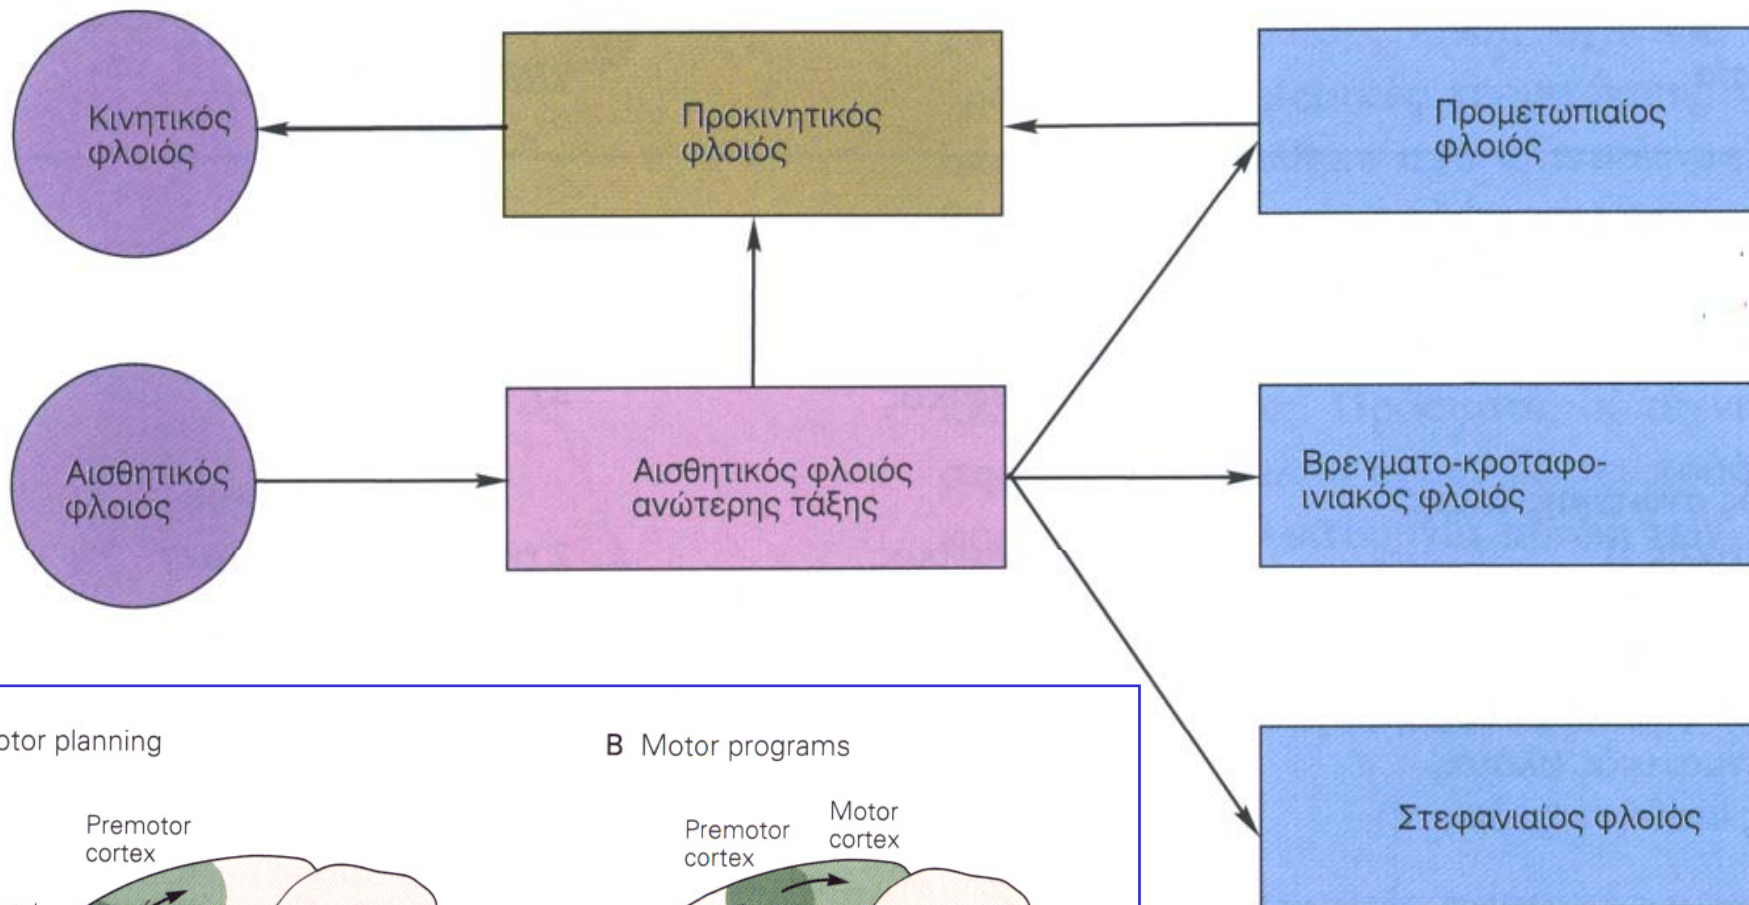 Κινητικός
φλοιός
Προκινητικός
φλοιός
Προμετωπιαίος
φλοιός
Αισθητικός
φλοιός
Αισθητικός φλοιός
ανώτερης τάξης
Βρεγματο-κροταφο-
ινιακός φλοιός
Στεφανιαίος φλοιός
otor planning
B Motor programs
Premotor
cortex
Premotor
cortex
Motor
cortex